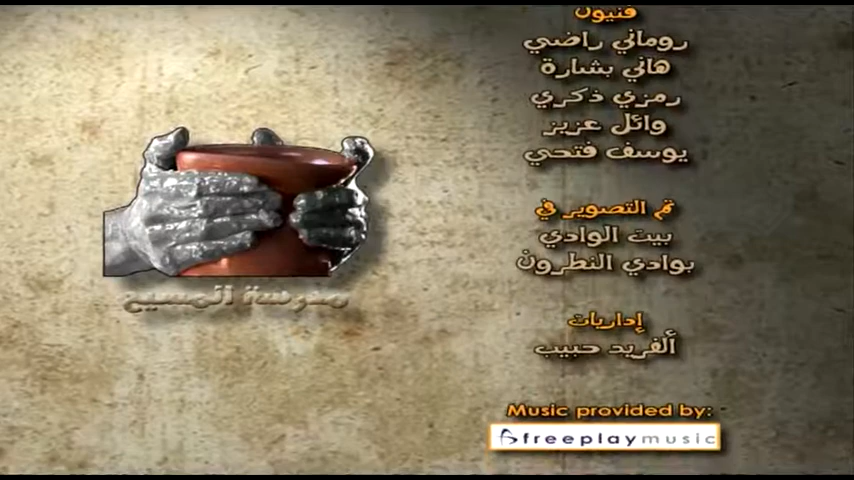 فنيون
روماني راضي
هاني بشارة
رمزي ذكري
وائل عزيز
يوسف فتحي
تم التصوير في
بيت الوادي
بوادي النطرون
إداريات
ألفريد حبيب
مدرسة المسيح
Music provided by:
freeplaymusic